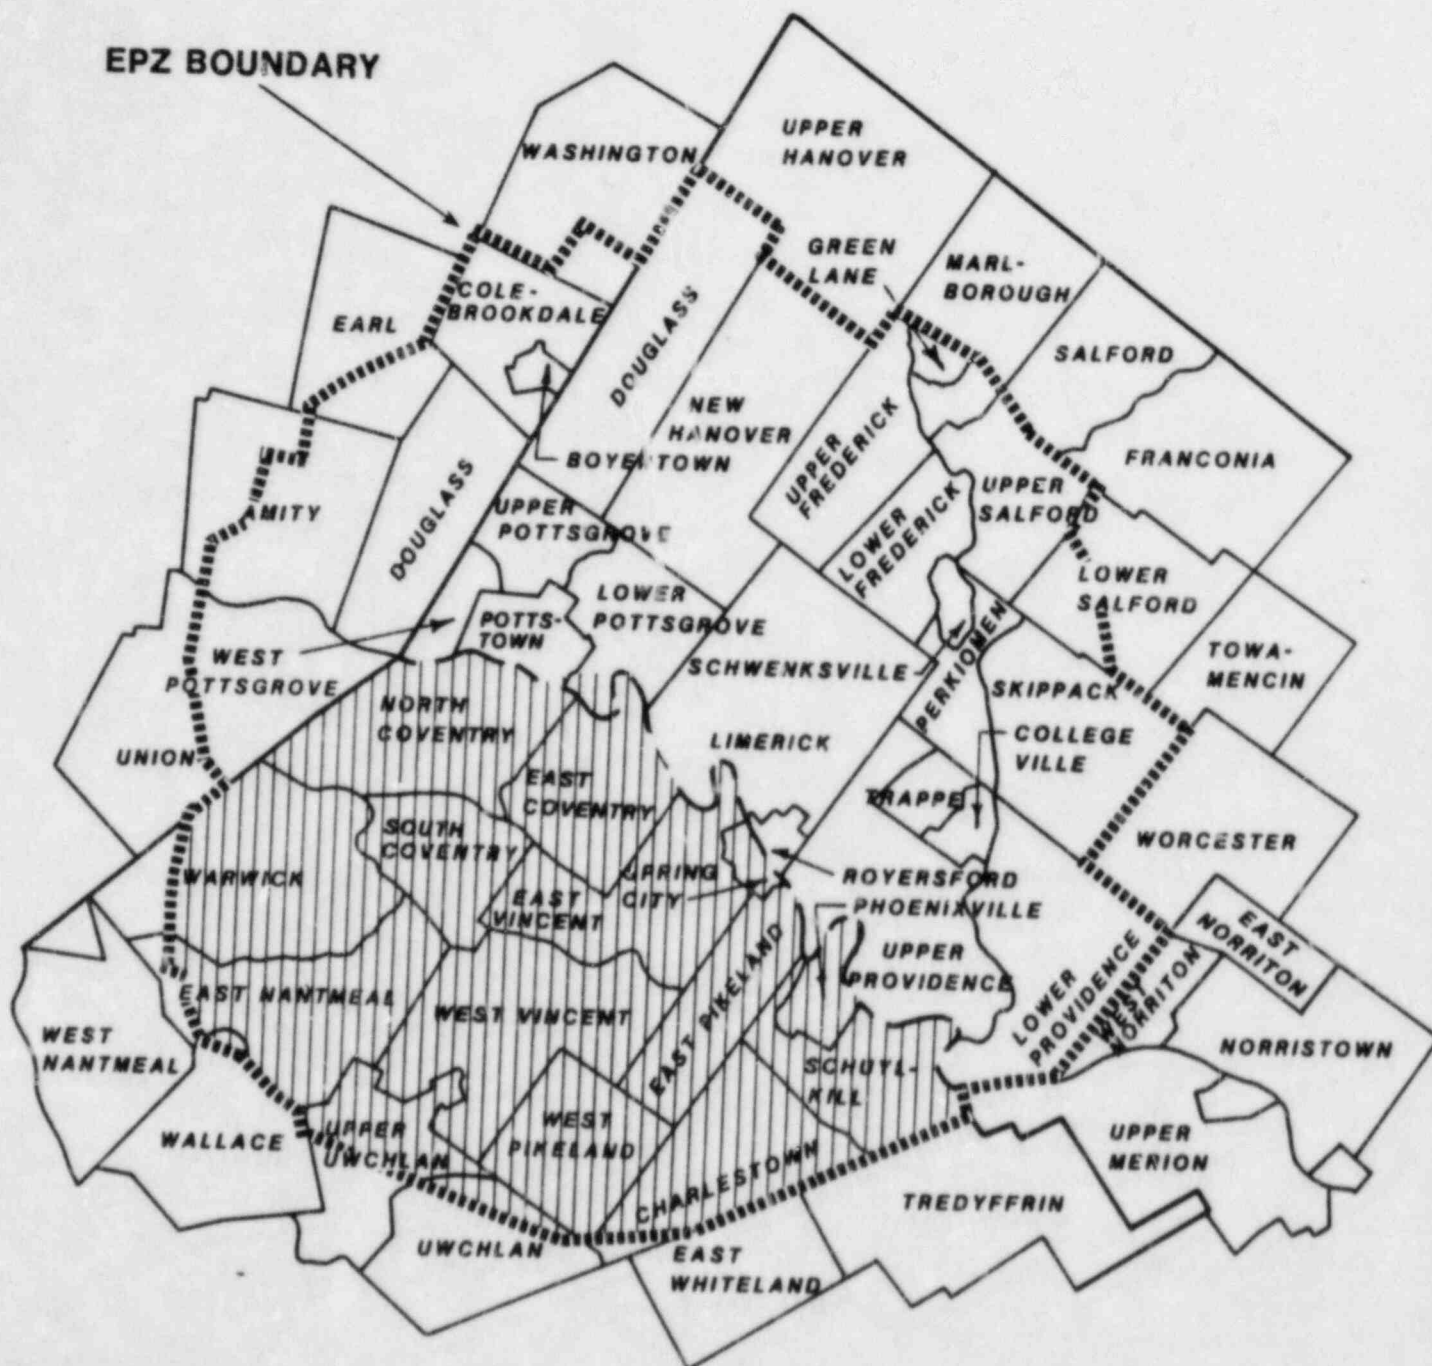 EPZ BOUNDARY
UPPER
HANOVER
WASHINGTON
GREEN
LANE
MARL-
BOROUGH
COLE-
BROOKDALE
EARL
DOUGLASS
SALFORD
NEW
HANOVER
UPPER
FREDERICK
FRANCONIA
BOYERTOWN
AMITY
DOUGLASS
UPPER
POTTSGROVE
UPPER
SALFORD
LOWER
FREDERICK
LOWER
SALFORD
LOWER
POTTSGROVE
POTTS-
TOWN
WEST
POTTSGROVE
SCHWENKSVILLE
PERKIOMEN
SKIPPACK
TOWA-
MENCIN
NORTH
COVENTRY
UNION
LIMERICK
COLLEGE
VILLE
EAST
COVENTRY
TRAPPE
SOUTH
COVENTRY
WORCESTER
WARWICK
SPRING
CITY
ROYERSFORD
PHOENIXVILLE
EAST
VINCENT
EAST
NORRITON
UPPER
PROVIDENCE
LOWER
PROVIDENCE
WEST
NORRITON
EAST NANTMEAL
WEST VINCENT
EAST PIKELAND
WEST
NANTMEAL
NORRISTOWN
SCHUYL-
KILL
WALLACE
UPPER
UWCHLAN
WEST
PIKELAND
CHARLESTOWN
UPPER
MERION
TREDYFFRIN
UWCHLAN
EAST
WHITELAND